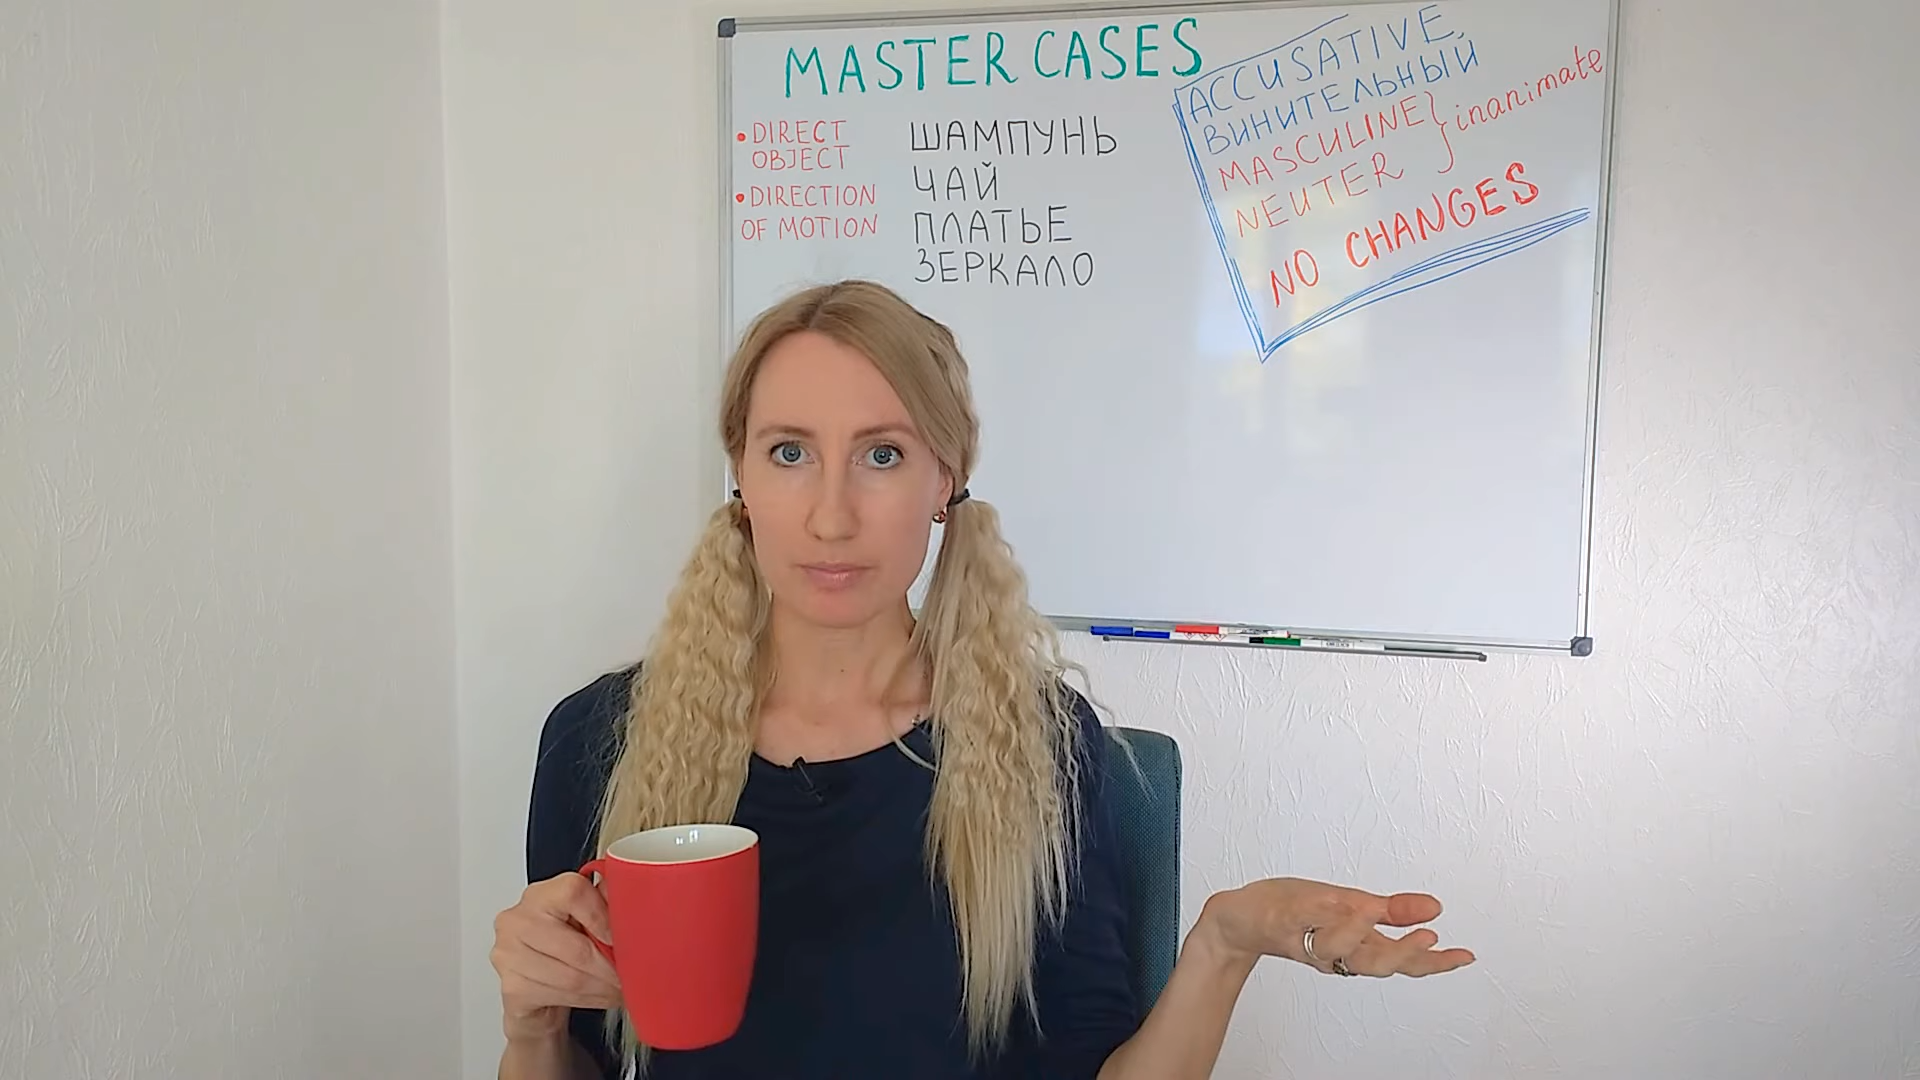 MASTER CASES
• DIRECT
OBJECT
• DIRECTION
OF MOTION
ШАМПУНЬ
ЧАЙ
ПЛАТЬЕ
ЗЕРКАЛО
ACCUSATIVE
ВИНИТЕЛЬНЫЙ
MASCULINE } inanimate
NEUTER
NO CHANGES